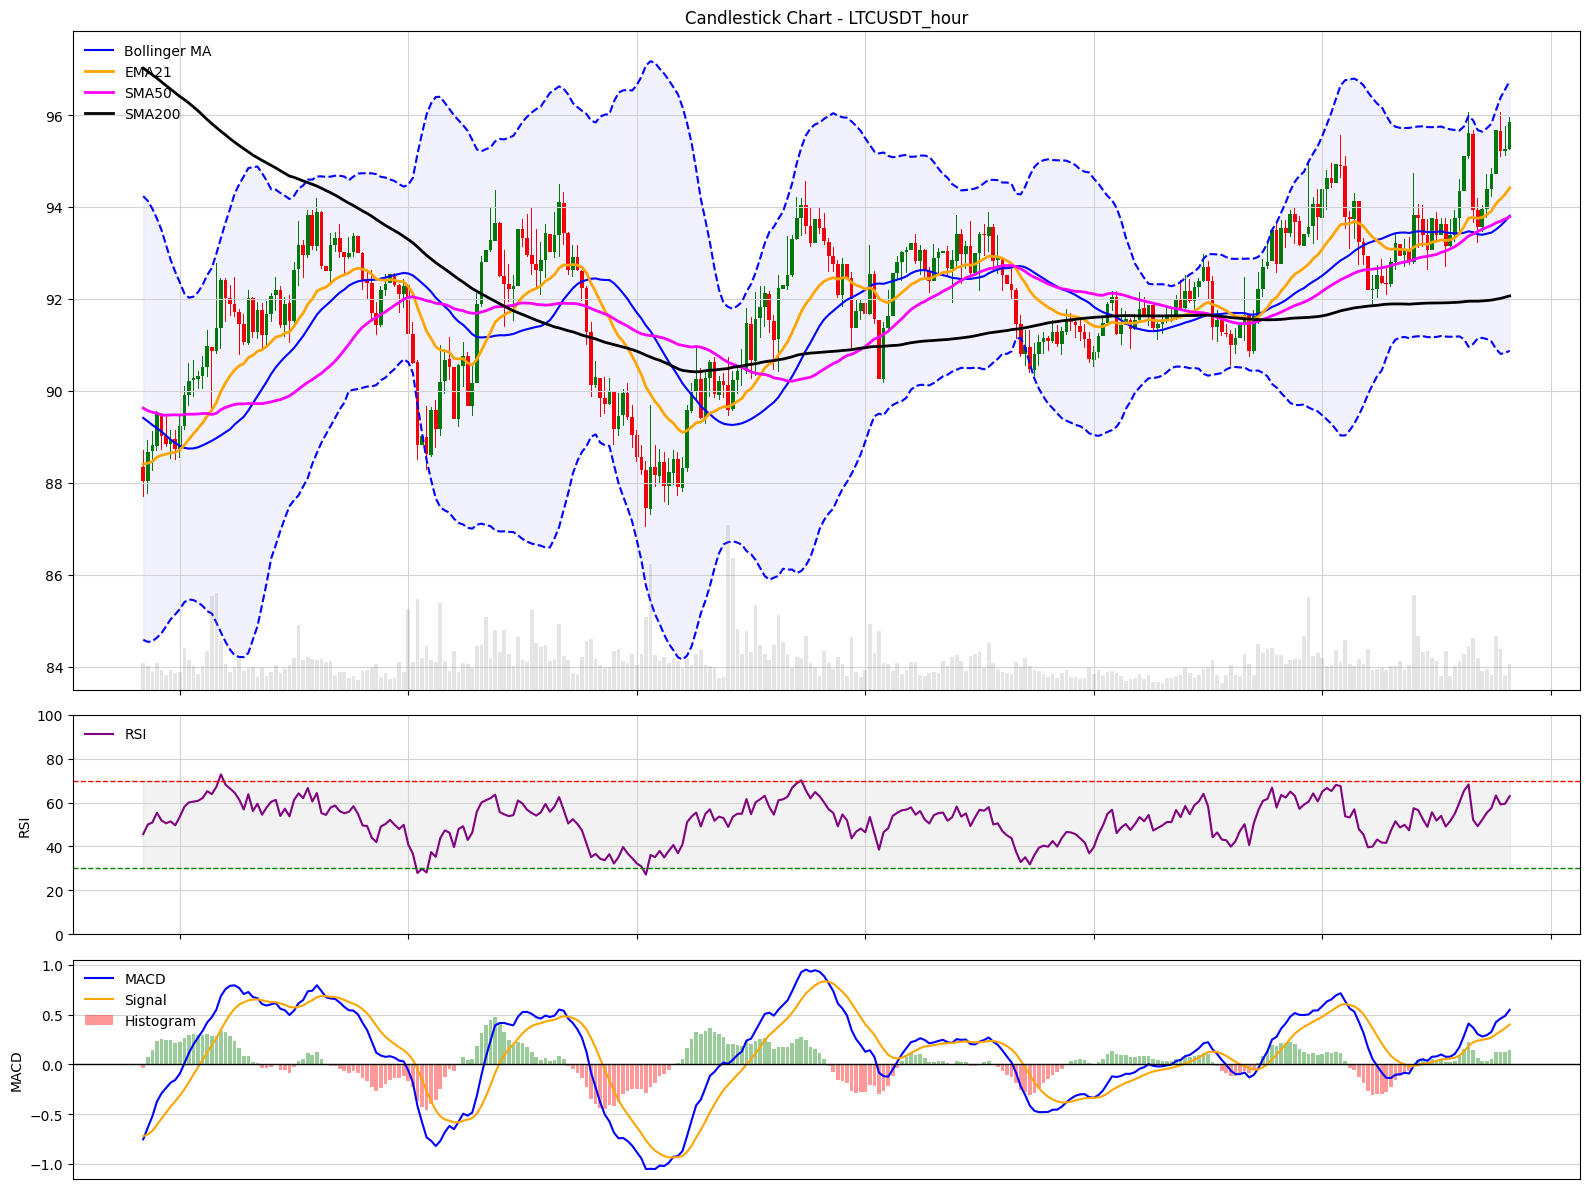 Candlestick Chart - LTCUSDT_hour
Bollinger MA
EMA21
SMA50
SMA200
96
94
92
90
88
86
84
100
80
60
40
20
0
RSI
RSI
1.0
0.5
0.0
−0.5
−1.0
MACD
MACD
Signal
Histogram